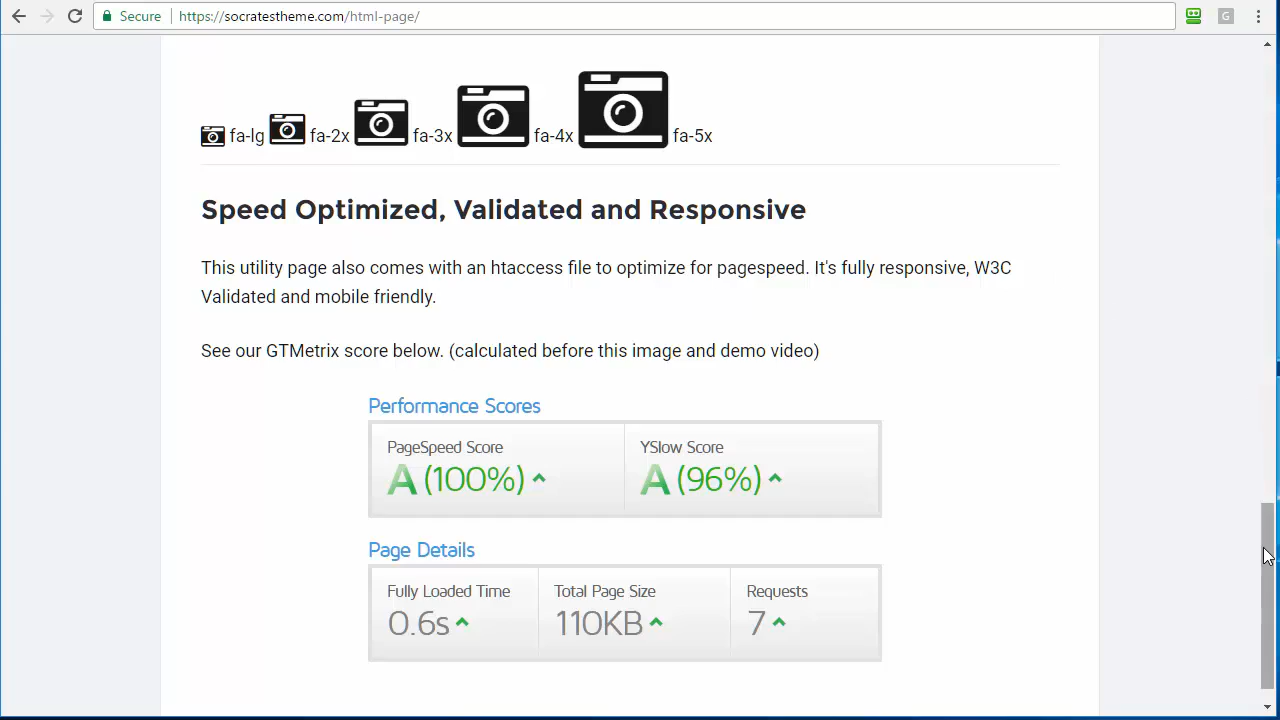 Secure https://socratestheme.com/html-page/
G
fa-lg fa-2x fa-3x fa-4x fa-5x
Speed Optimized, Validated and Responsive
This utility page also comes with an htaccess file to optimize for pagespeed. It's fully responsive, W3C
Validated and mobile friendly.
See our GTMetrix score below. (calculated before this image and demo video)
Performance Scores
PageSpeed Score YSlow Score
A (100%) A (96%)
Page Details
Fully Loaded Time Total Page Size Requests
0.6s 110KB 7